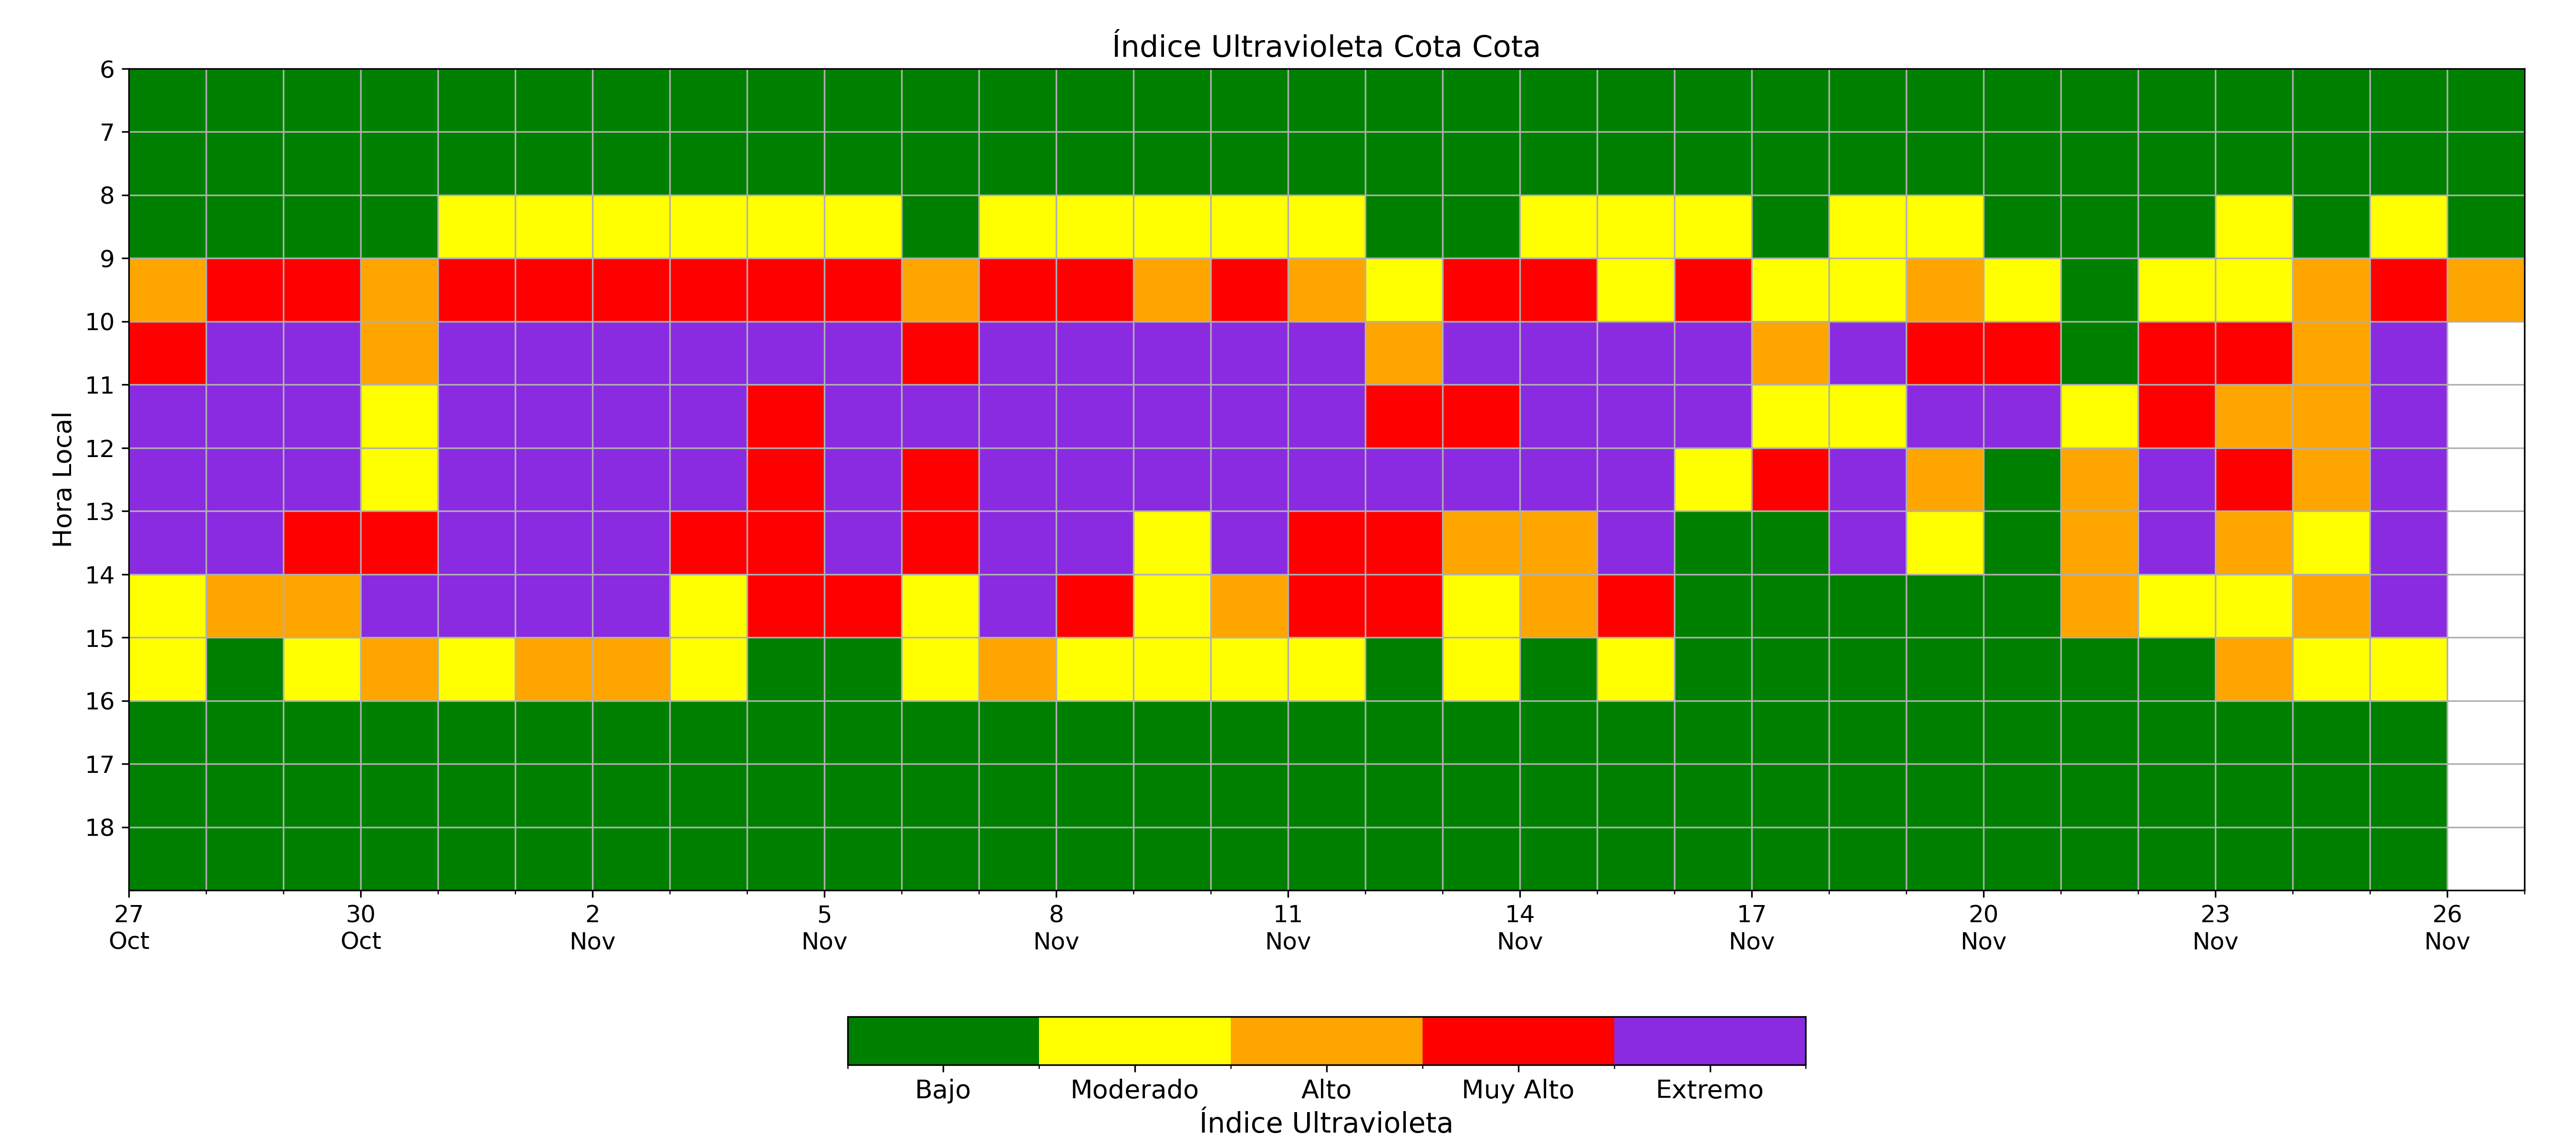 Índice Ultravioleta Cota Cota
Hora Local
6
7
8
9
10
11
12
13
14
15
16
17
18
27 30 2 5 8 11 14 17 20 23 26
Oct Oct Nov Nov Nov Nov Nov Nov Nov Nov Nov
Bajo Moderado Alto Muy Alto Extremo
Índice Ultravioleta